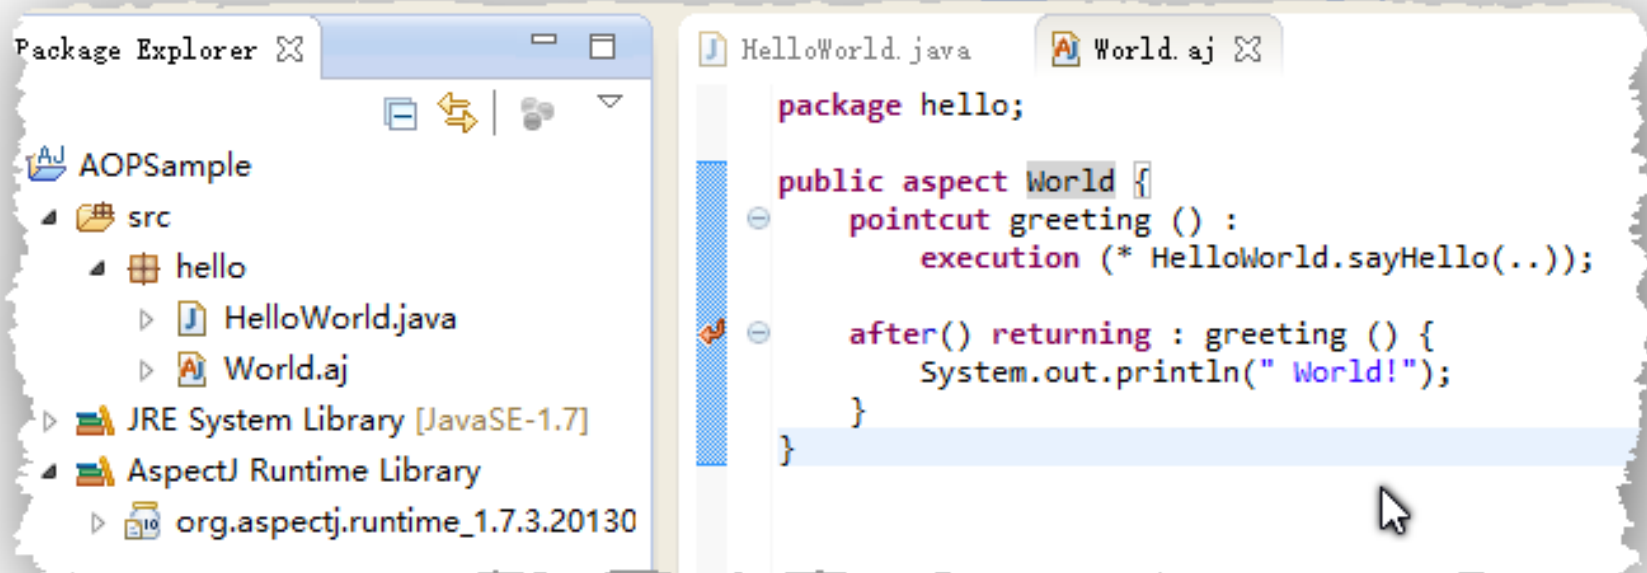 Package Explorer
AOPSample
src
hello
HelloWorld.java
World.aj
JRE System Library [JavaSE-1.7]
AspectJ Runtime Library
org.aspectj.runtime_1.7.3.20130
HelloWorld.java
World.aj
package hello;
public aspect World {
pointcut greeting () :
execution (* HelloWorld.sayHello(..));
after() returning : greeting () {
System.out.println(" World!");
}
}